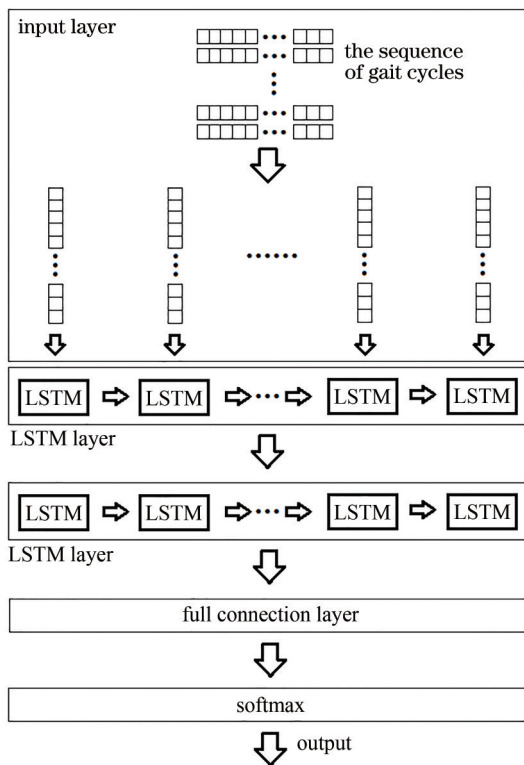 input layer
the sequence
of gait cycles
LSTM LSTM LSTM LSTM
LSTM layer
LSTM LSTM LSTM LSTM
LSTM layer
full connection layer
softmax
output